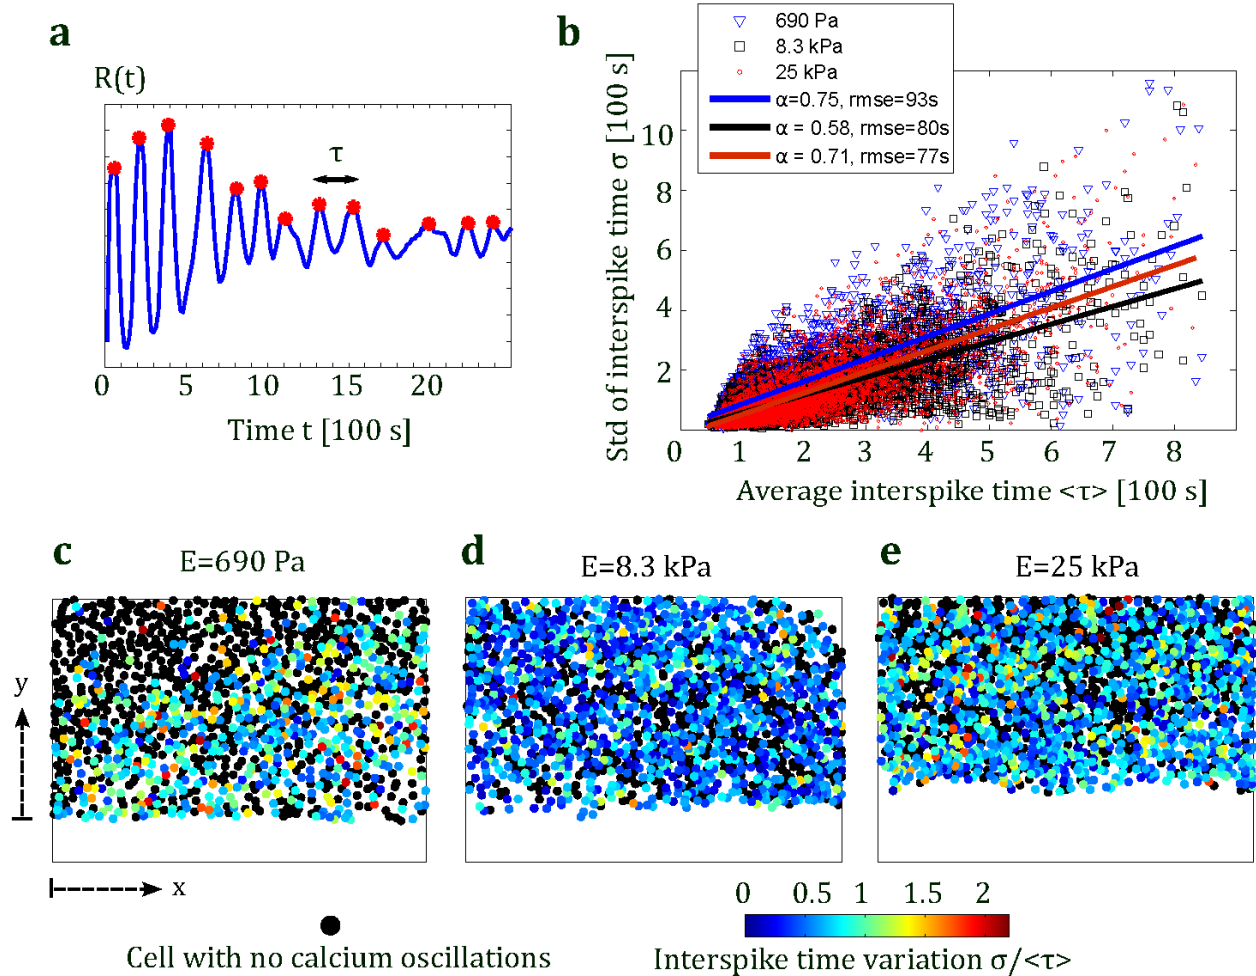 a
R(t)
τ
0
5
10
15
20
Time t [100 s]
b
690 Pa
8.3 kPa
25 kPa
α=0.75, rmse=93s
α = 0.58, rmse=80s
α = 0.71, rmse=77s
Std of interspike time σ [100 s]
10
8
6
4
2
0
1
2
3
4
5
6
7
8
Average interspike time <τ> [100 s]
c
E=690 Pa
d
E=8.3 kPa
e
E=25 kPa
y
x
Cell with no calcium oscillations
0
0.5
1
1.5
2
Interspike time variation σ/<τ>